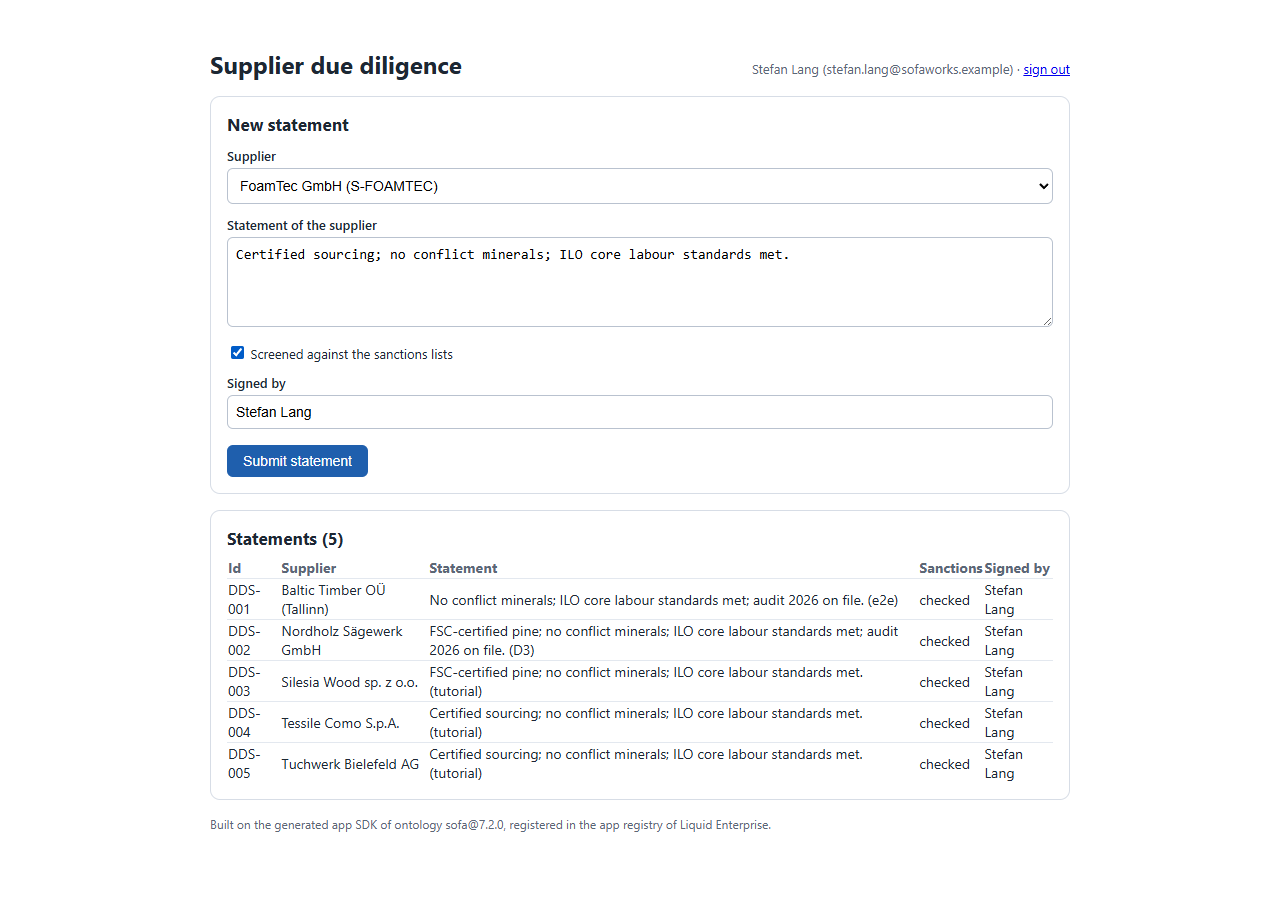 Supplier due diligence
Stefan Lang (stefan.lang@sofaworks.example) · sign out
New statement
Supplier
FoamTec GmbH (S-FOAMTEC)
Statement of the supplier
Certified sourcing; no conflict minerals; ILO core labour standards met.
Screened against the sanctions lists
Signed by
Stefan Lang
Submit statement
Statements (5)
Id Supplier Statement Sanctions Signed by
DDS-001 Baltic Timber OÜ (Tallinn) No conflict minerals; ILO core labour standards met; audit 2026 on file. (e2e) checked Stefan Lang
DDS-002 Nordholz Sägewerk GmbH FSC-certified pine; no conflict minerals; ILO core labour standards met; audit 2026 on file. (D3) checked Stefan Lang
DDS-003 Silesia Wood sp. z o.o. FSC-certified pine; no conflict minerals; ILO core labour standards met. (tutorial) checked Stefan Lang
DDS-004 Tessile Como S.p.A. Certified sourcing; no conflict minerals; ILO core labour standards met. (tutorial) checked Stefan Lang
DDS-005 Tuchwerk Bielefeld AG Certified sourcing; no conflict minerals; ILO core labour standards met. (tutorial) checked Stefan Lang
Built on the generated app SDK of ontology sofa@7.2.0, registered in the app registry of Liquid Enterprise.